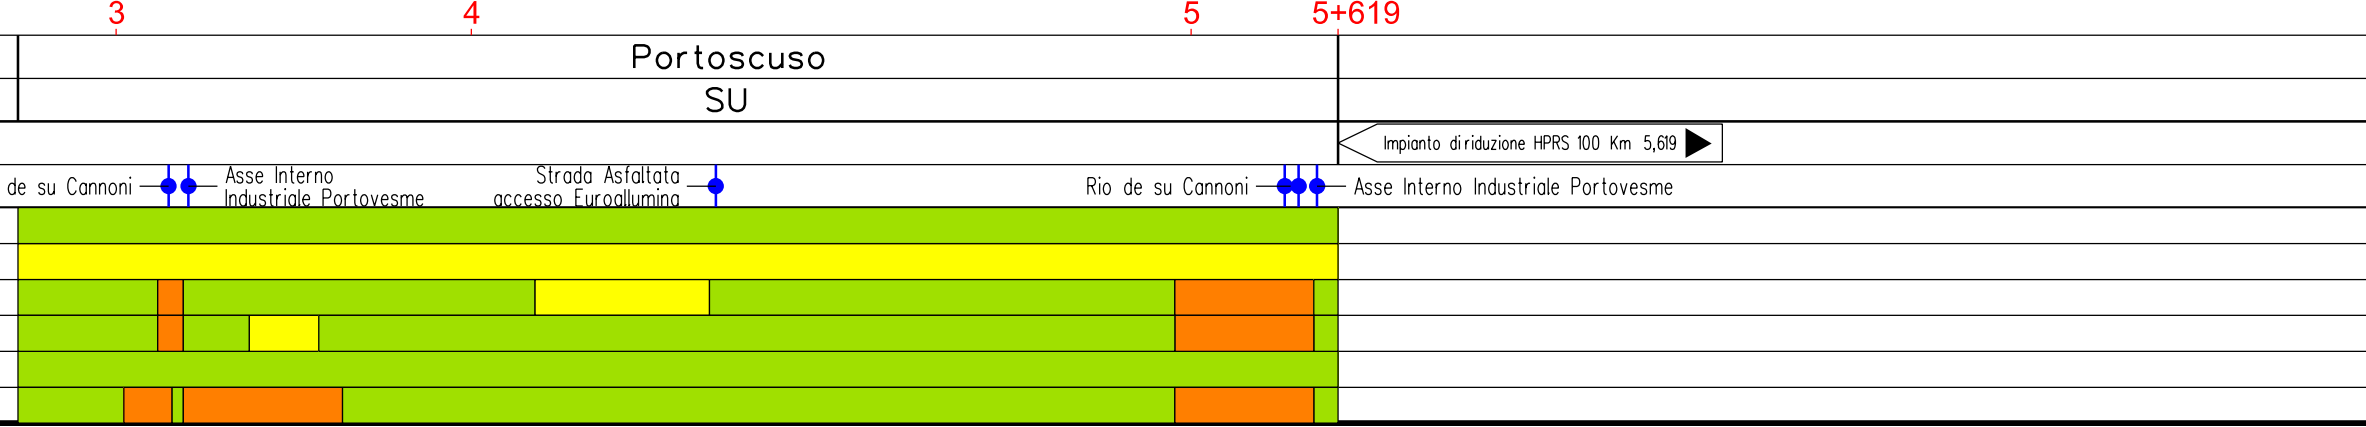 3 4 5 5+619
Portoscuso
SU
Impianto di riduzione HPRS 100 Km 5,619
de su Cannoni
Asse Interno
Industriale Portovesme
Strada Asfaltata
accesso Euroallumina
Rio de su Cannoni
Asse Interno Industriale Portovesme